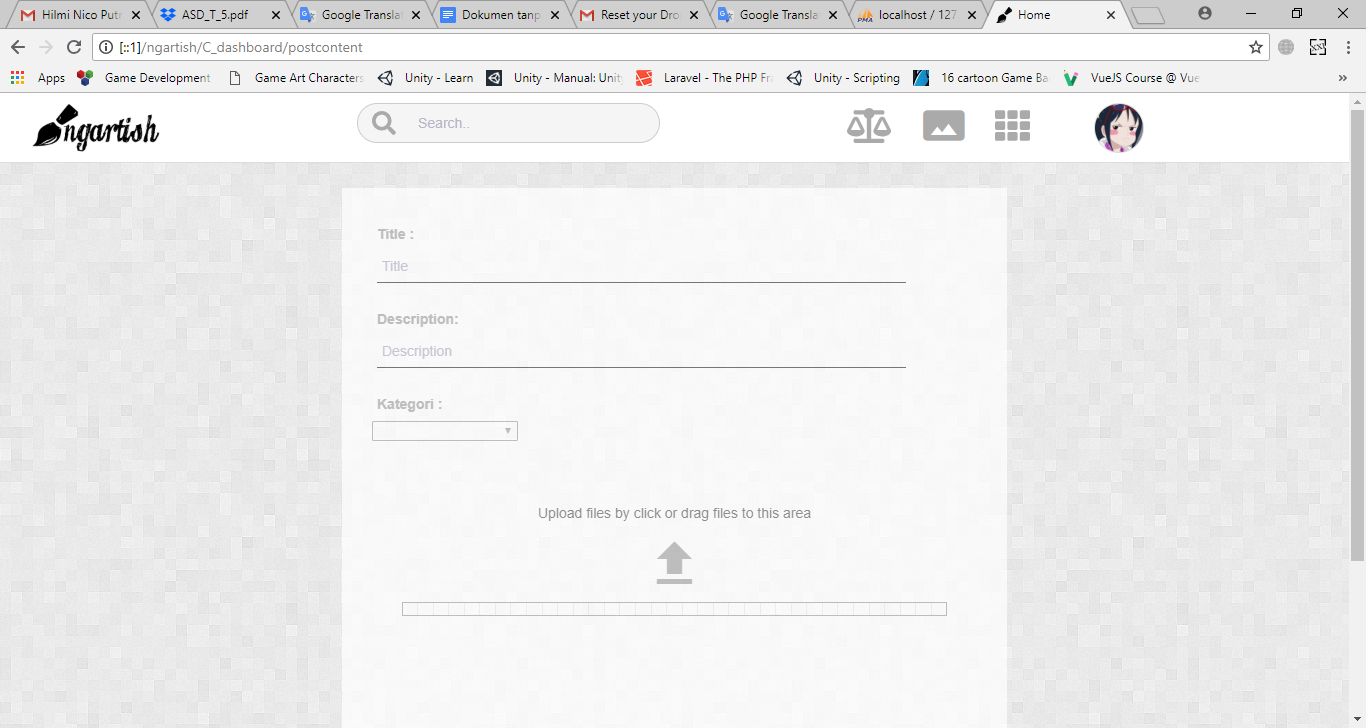 Hilmi Nico Putr
ASD_T_5.pdf
Google Translat
Dokumen tanp
Reset your Dro
Google Transla
localhost / 127
Home
[::1]/ngartish/C_dashboard/postcontent
Apps
Game Development
Game Art Characters
Unity - Learn
Unity - Manual: Unit
Laravel - The PHP Fra
Unity - Scripting
16 cartoon Game Ba
VueJS Course @ Vue
ngartish
Search..
Title :
Title
Description:
Description
Kategori :
Upload files by click or drag files to this area